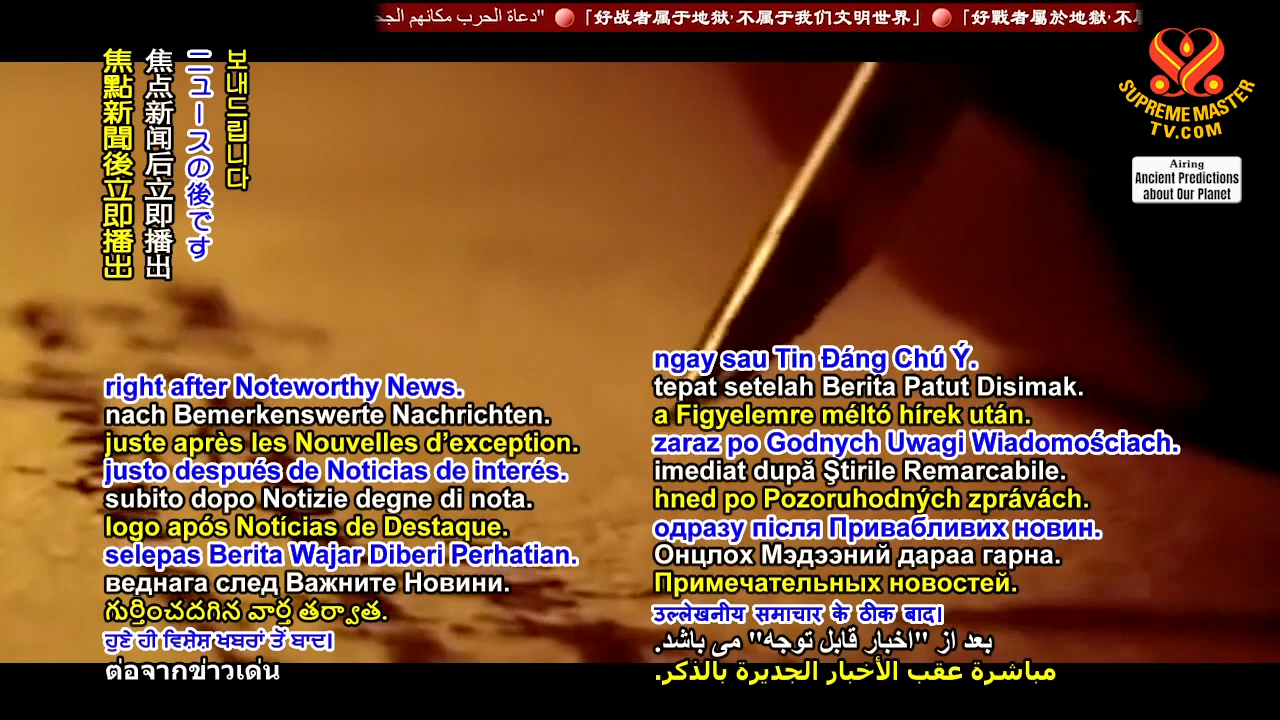 "دعاة الحرب مكانهم الجح
「好战者属于地狱,不属于我们文明世界」
「好戰者屬於地獄,不
SUPREME MASTER
TV.COM
Airing
Ancient Predictions
about Our Planet
보내드립니다
ニュースの後です
焦点新闻后立即播出
焦點新聞後立即播出
right after Noteworthy News.
nach Bemerkenswerte Nachrichten.
juste après les Nouvelles d’exception.
justo después de Noticias de interés.
subito dopo Notizie degne di nota.
logo após Notícias de Destaque.
selepas Berita Wajar Diberi Perhatian.
веднага след Важните Новини.
గుర్తించదగిన వార్త తర్వాత.
ਹੁਣੇ ਹੀ ਵਿਸ਼ੇਸ਼ ਖਬਰਾਂ ਤੋਂ ਬਾਦ।
ต่อจากข่าวเด่น
ngay sau Tin Đáng Chú Ý.
tepat setelah Berita Patut Disimak.
a Figyelemre méltó hírek után.
zaraz po Godnych Uwagi Wiadomościach.
imediat după Ştirile Remarcabile.
hned po Pozoruhodných zprávách.
одразу після Привабливих новин.
Онцлох Мэдээний дараа гарна.
Примечательных новостей.
उल्लेखनीय समाचार के ठीक बाद।
بعد از "اخبار قابل توجه" می باشد.
مباشرة عقب الأخبار الجديرة بالذكر.